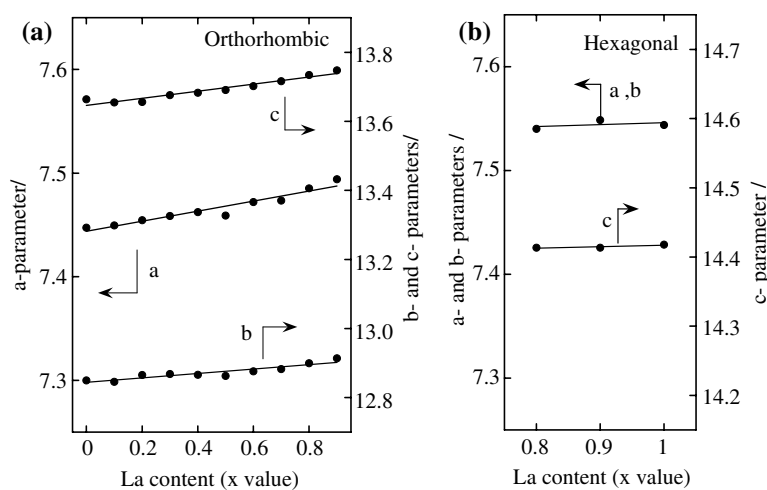 (a)
Orthorhombic
7.6
7.5
7.4
7.3
a-parameter/
13.8
13.6
13.4
13.2
13.0
12.8
b- and c- parameters/
c
a
b
0 0.2 0.4 0.6 0.8
La content (x value)
(b)
Hexagonal
7.6
7.5
7.4
7.3
a- and b- parameters /
14.7
14.6
14.5
14.4
14.3
14.2
c- parameter /
a ,b
c
0.8 0.9 1
La content (x value)